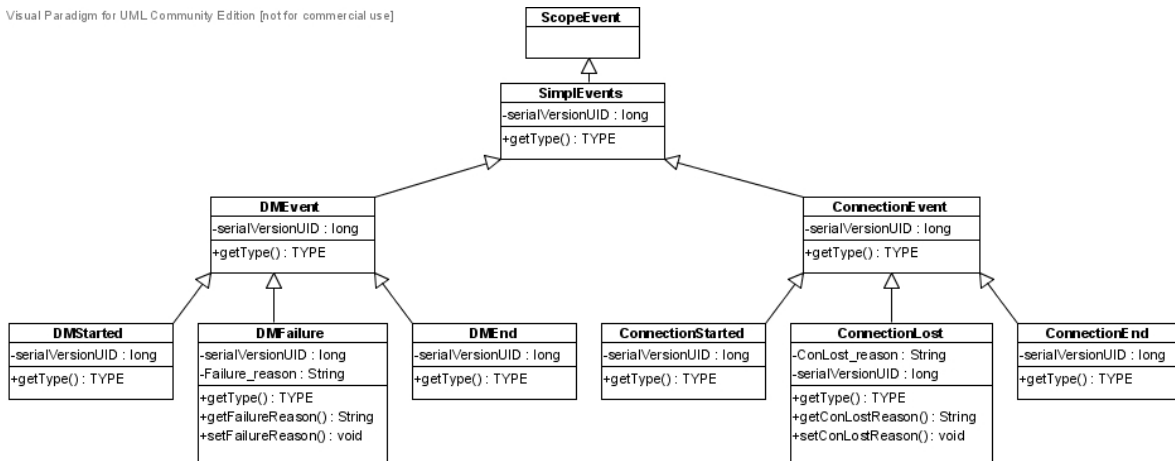 Visual Paradigm for UML Community Edition [not for commercial use]
ScopeEvent
SimplEvents
-serialVersionUID : long
+getType() : TYPE
DMEvent
-serialVersionUID : long
+getType() : TYPE
ConnectionEvent
-serialVersionUID : long
+getType() : TYPE
DMStarted
-serialVersionUID : long
+getType() : TYPE
DMFailure
-serialVersionUID : long
-Failure_reason : String
+getType() : TYPE
+getFailureReason() : String
+setFailureReason() : void
DMEnd
-serialVersionUID : long
+getType() : TYPE
ConnectionStarted
-serialVersionUID : long
+getType() : TYPE
ConnectionLost
-ConLost_reason : String
-serialVersionUID : long
+getType() : TYPE
+getConLostReason() : String
+setConLostReason() : void
ConnectionEnd
-serialVersionUID : long
+getType() : TYPE